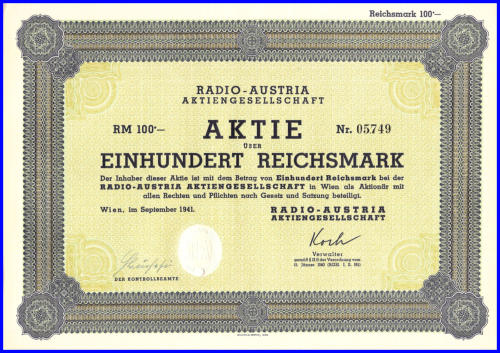 Reichsmark 100·—
RADIO-AUSTRIA
AKTIENGESELLSCHAFT
RM 100·— AKTIE Nr. 05749
ÜBER
EINHUNDERT REICHSMARK
Der Inhaber dieser Aktie ist mit dem Betrag von Einhundert Reichsmark bei der
RADIO-AUSTRIA AKTIENGESELLSCHAFT in Wien als Aktionär mit
allen Rechten und Pflichten nach Gesetz und Satzung beteiligt.
Wien, im September 1941.
RADIO-AUSTRIA
AKTIENGESELLSCHAFT
Koch
Verwalter
DER KONTROLLBEAMTE